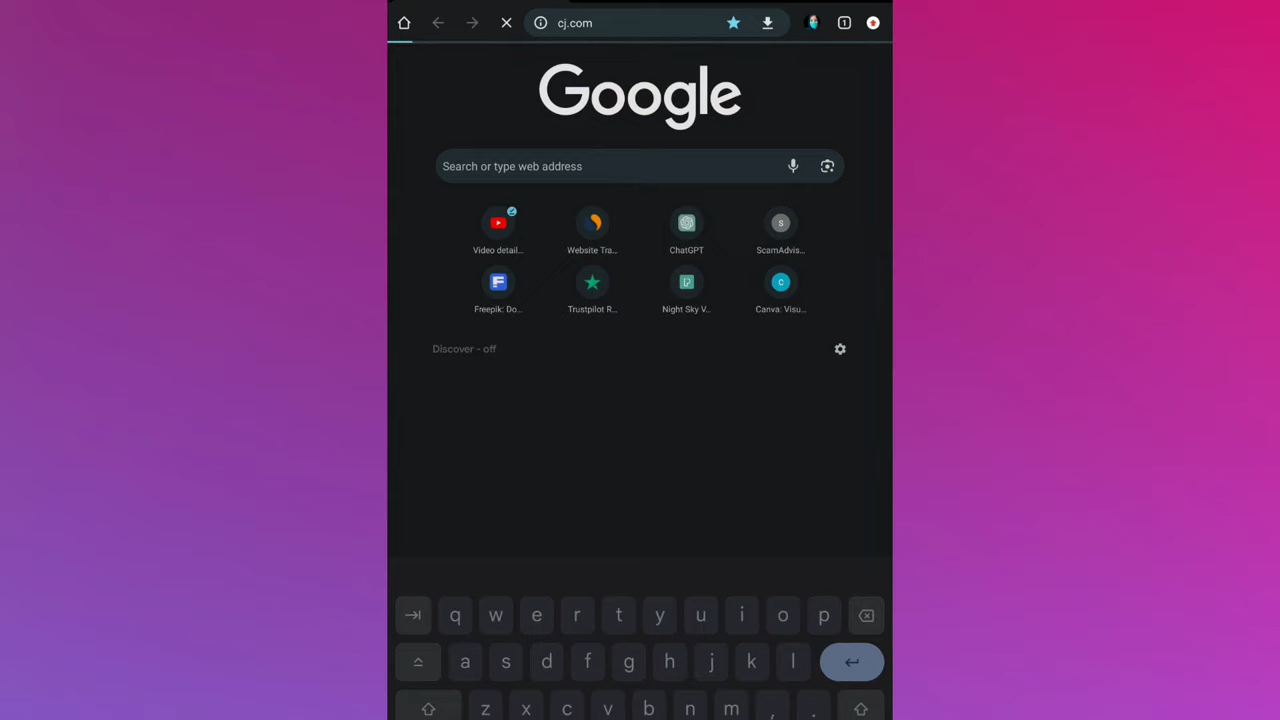 cj.com
1
Google
Search or type web address
Video detail...
Website Tra...
ChatGPT
S
ScamAdvis...
Freepik: Do...
Trustpilot R...
Night Sky V...
C
Canva: Visu...
Discover - off
q w e r t y u i o p
a s d f g h j k l
z x c v b n m , .